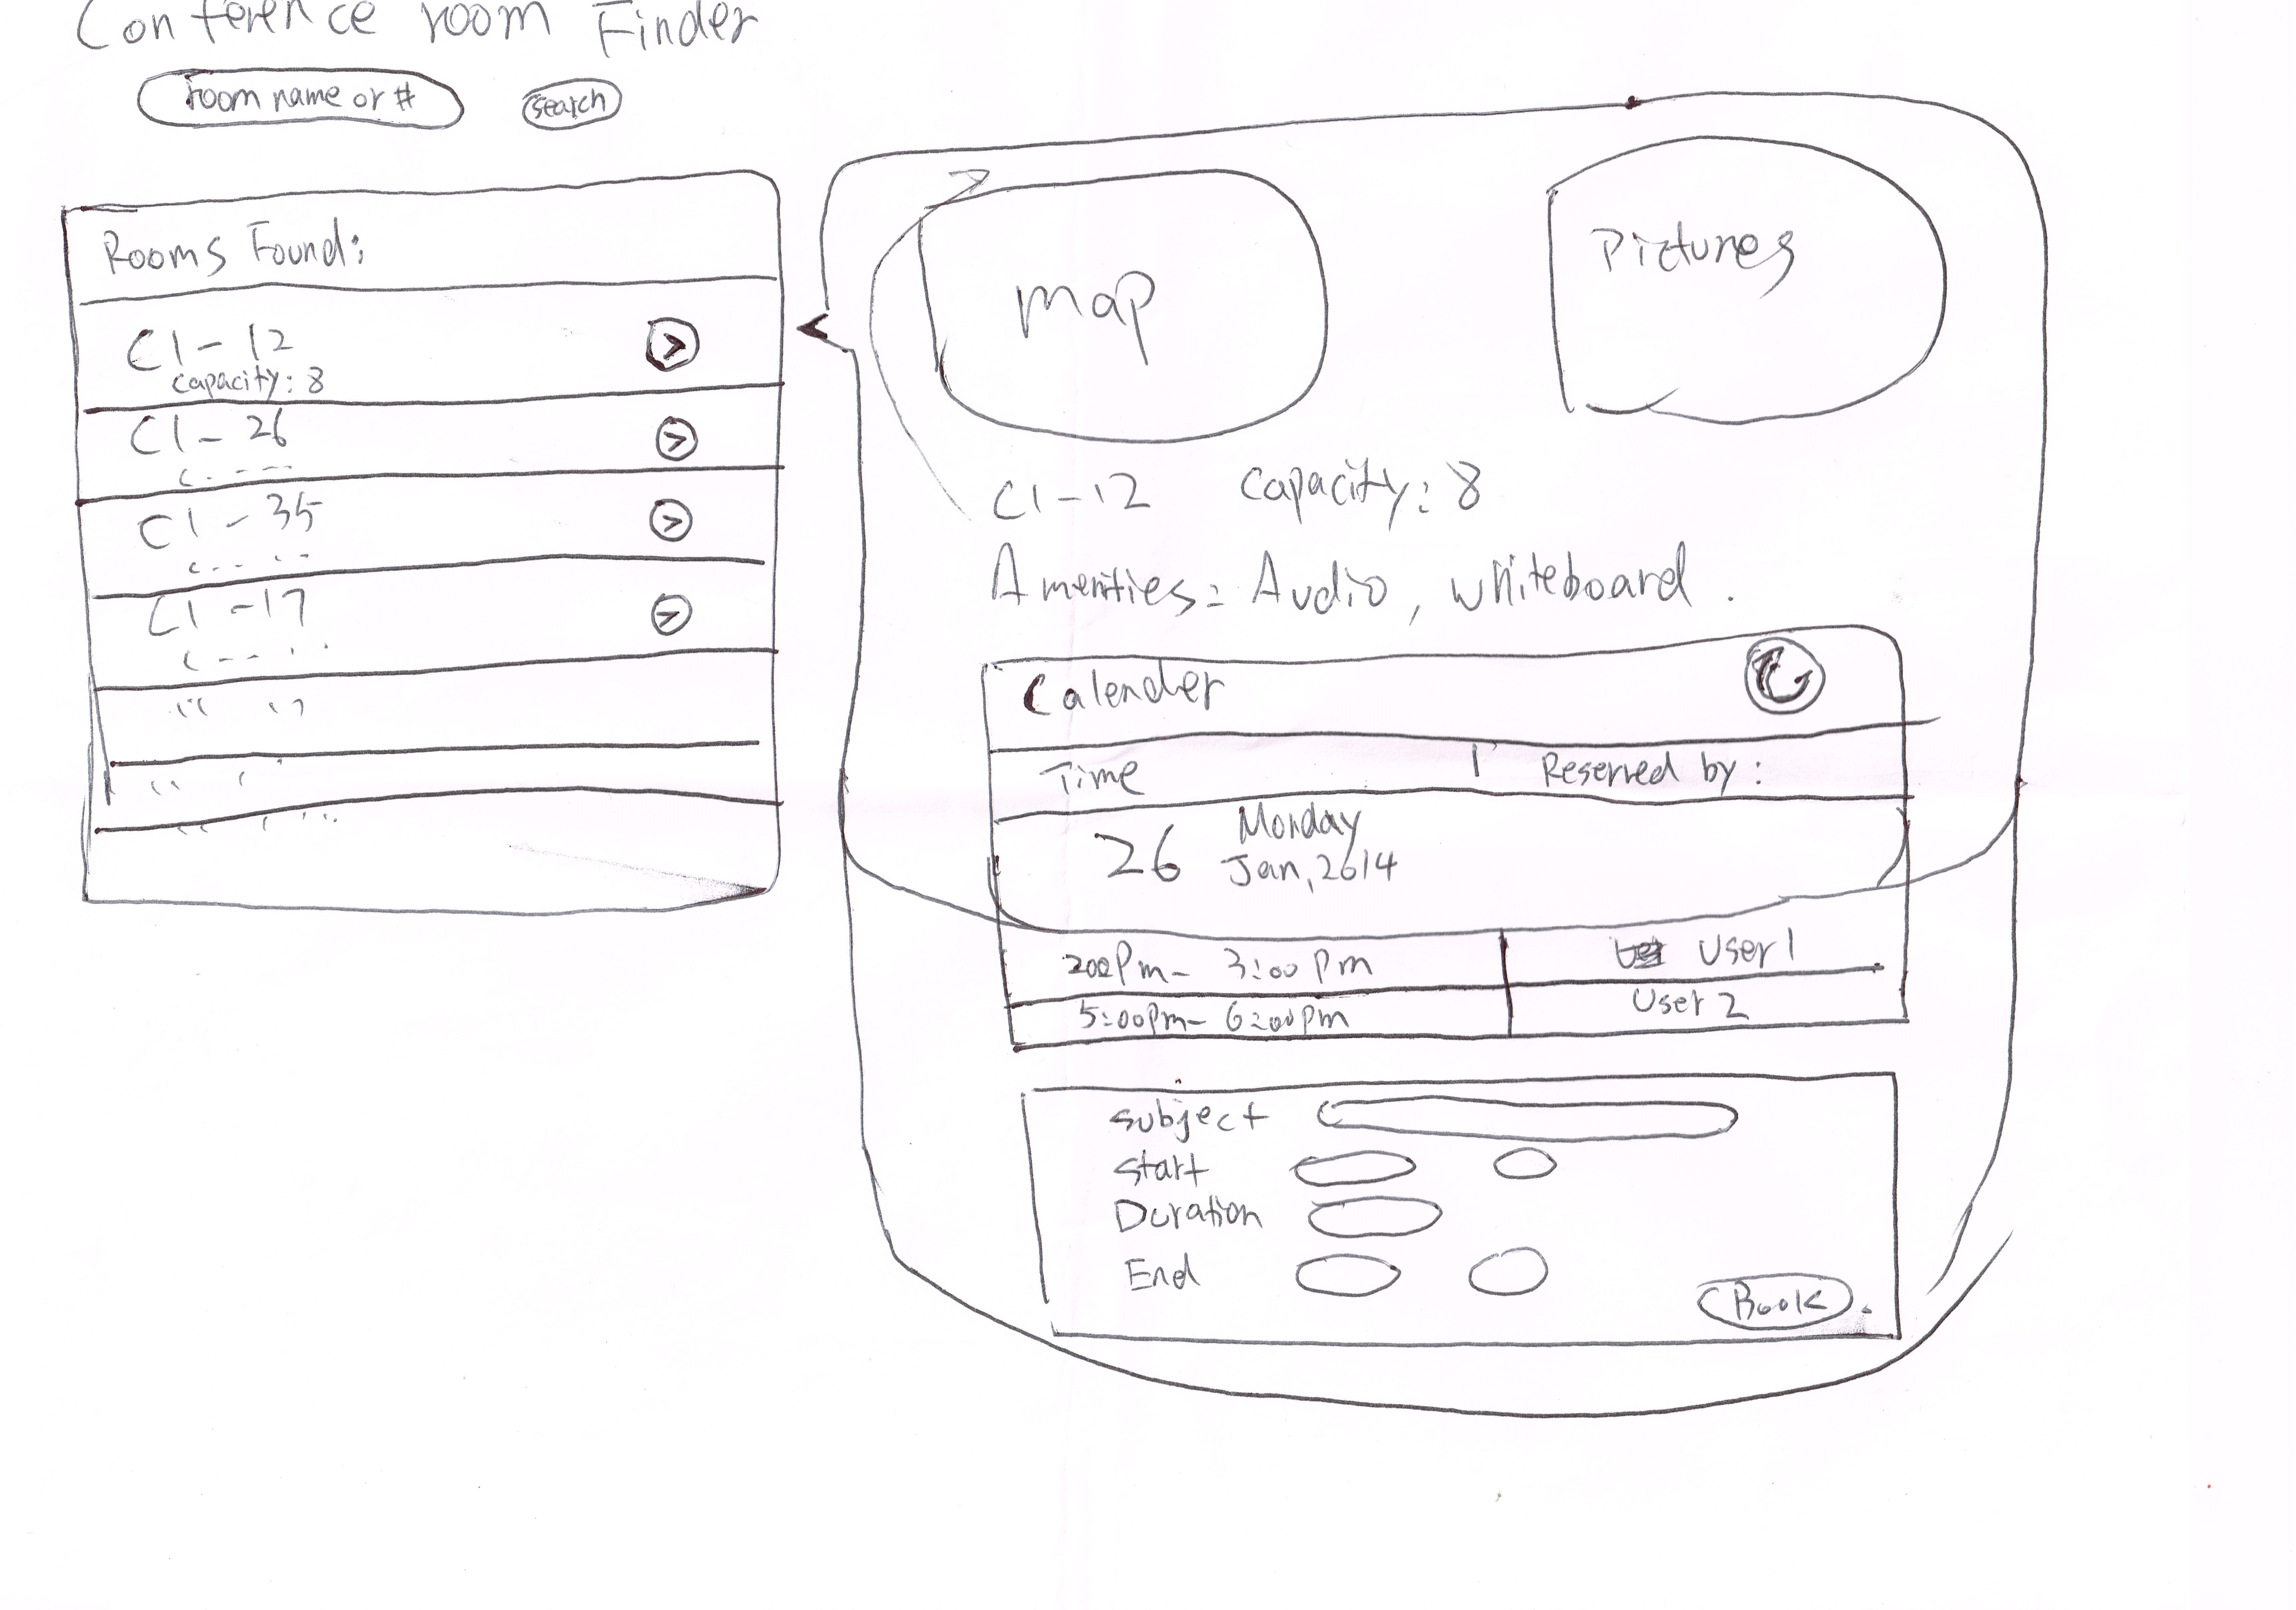 Conference room Finder
room name or #
search
Rooms Found:
C1-12
capacity: 8
C1-26
C1-35
C1-17
map
Pictures
C1-12 capacity: 8
Amenities: Audio, whiteboard.
Calender
Time | Reserved by:
26 Monday
Jan, 2014
2:00pm- 3:00pm User 1
5:00pm- 6:00pm User 2
subject
start
Duration
End
Book